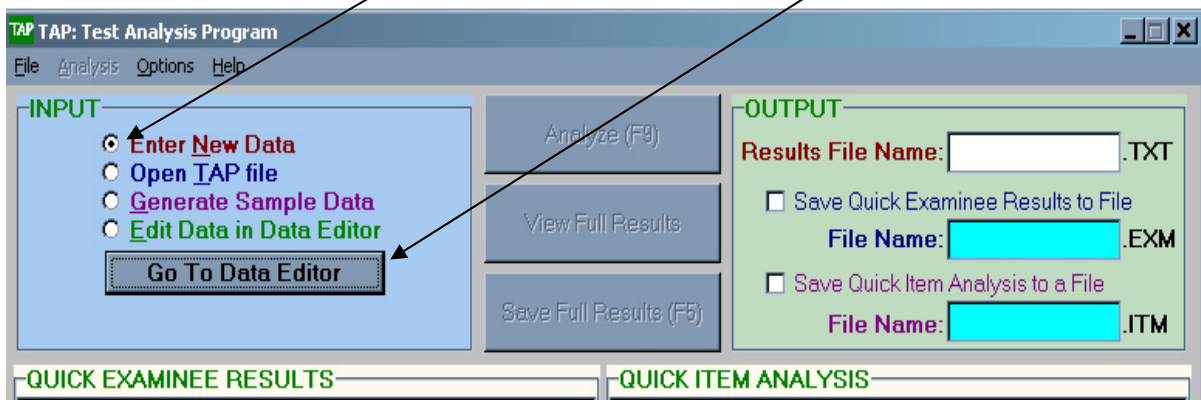 TAP TAP: Test Analysis Program
File Analysis Options Help
INPUT
Enter New Data
Open TAP file
Generate Sample Data
Edit Data in Data Editor
Go To Data Editor
Analyze (F9)
View Full Results
Save Full Results (F5)
OUTPUT
Results File Name: .TXT
Save Quick Examinee Results to File
File Name: .EXM
Save Quick Item Analysis to a File
File Name: .ITM
QUICK EXAMINEE RESULTS
QUICK ITEM ANALYSIS